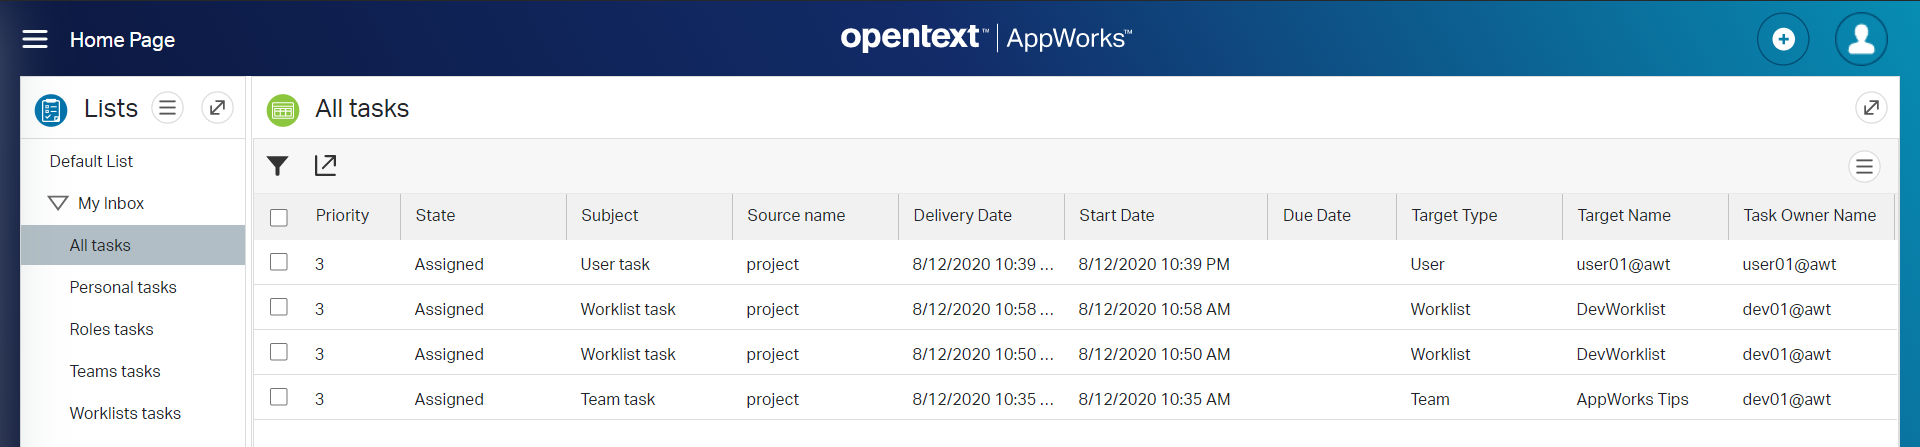 Home Page
opentext™ | AppWorks™
Lists
All tasks
Default List
My Inbox
All tasks
Personal tasks
Roles tasks
Teams tasks
Worklists tasks
Priority State Subject Source name Delivery Date Start Date Due Date Target Type Target Name Task Owner Name
3 Assigned User task project 8/12/2020 10:39 ... 8/12/2020 10:39 PM User user01@awt user01@awt
3 Assigned Worklist task project 8/12/2020 10:58 ... 8/12/2020 10:58 AM Worklist DevWorklist dev01@awt
3 Assigned Worklist task project 8/12/2020 10:50 ... 8/12/2020 10:50 AM Worklist DevWorklist dev01@awt
3 Assigned Team task project 8/12/2020 10:35 ... 8/12/2020 10:35 AM Team AppWorks Tips dev01@awt